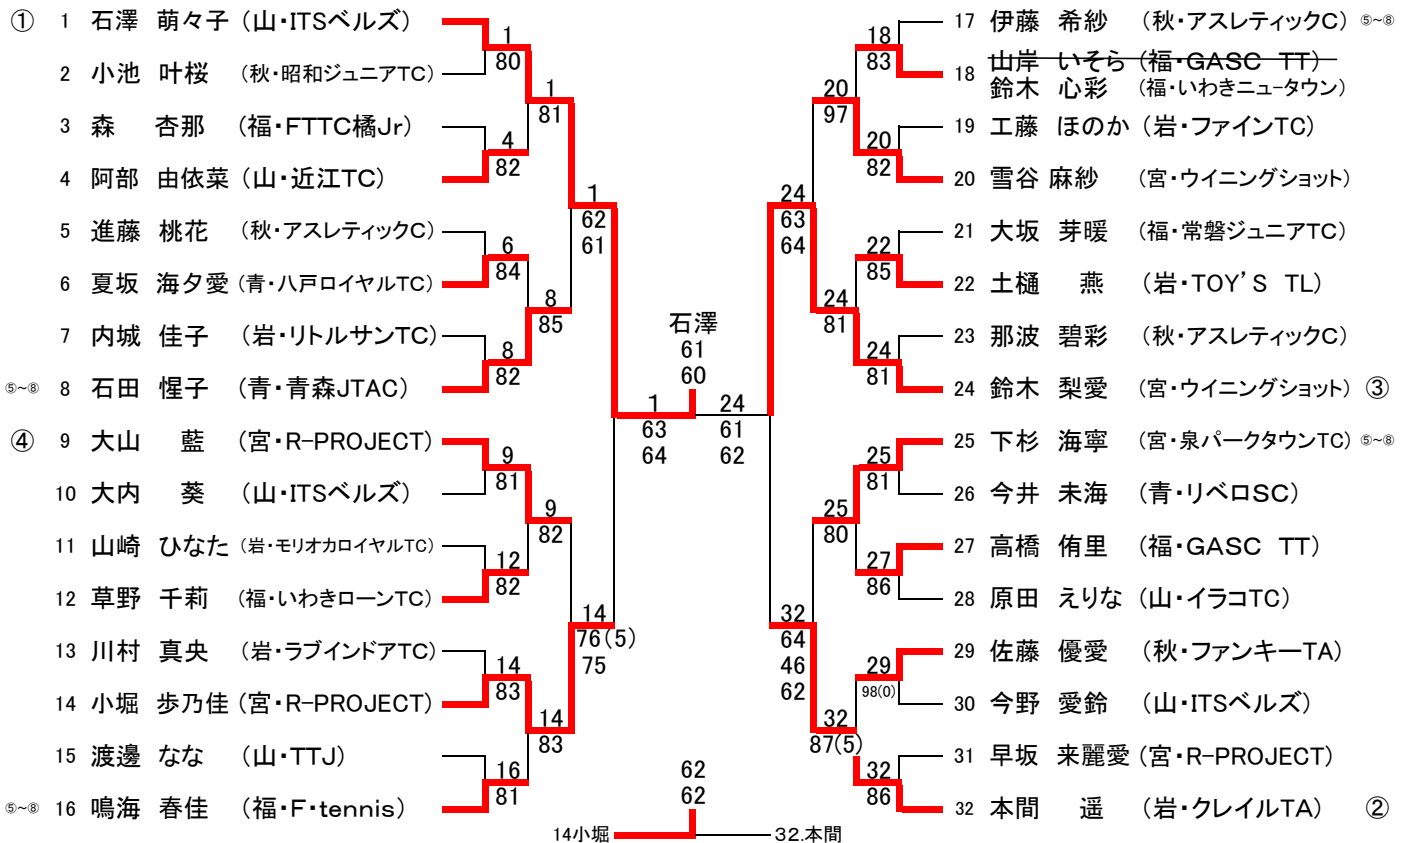 ① 1 石澤 萌々子 (山・ITSベルズ)
2 小池 叶桜 (秋・昭和ジュニアTC)
3 森 杏那 (福・FTTC橘Jr)
4 阿部 由依菜 (山・近江TC)
5 進藤 桃花 (秋・アスレティックC)
6 夏坂 海夕愛 (青・八戸ロイヤルTC)
7 内城 佳子 (岩・リトルサンTC)
⑤~⑧ 8 石田 惺子 (青・青森JTAC)
④ 9 大山 藍 (宮・R-PROJECT)
10 大内 葵 (山・ITSベルズ)
11 山崎 ひなた (岩・モリオカロイヤルTC)
12 草野 千莉 (福・いわきローンTC)
13 川村 真央 (岩・ラブインドアTC)
14 小堀 歩乃佳 (宮・R-PROJECT)
15 渡邊 なな (山・TTJ)
⑤~⑧ 16 鳴海 春佳 (福・F・tennis)
1
80
4
82
6
84
8
82
9
81
12
82
14
83
16
81
1
81
8
85
9
82
14
83
1
62
61
14
76(5)
75
1
63
64
石澤
61
60
24
61
62
24
63
64
32
64
46
62
20
97
24
81
25
80
32
87(5)
18
83
20
82
22
85
24
81
25
81
27
86
29
98(0)
32
86
17 伊藤 希紗 (秋・アスレティックC) ⑤~⑧
山岸 いそら (福・GASC TT)
18
鈴木 心彩 (福・いわきニュータウン)
19 工藤 ほのか (岩・ファインTC)
20 雪谷 麻紗 (宮・ウイニングショット)
21 大坂 芽暖 (福・常磐ジュニアTC)
22 土樋 燕 (岩・TOY'S TL)
23 那波 碧彩 (秋・アスレティックC)
24 鈴木 梨愛 (宮・ウイニングショット) ③
25 下杉 海寧 (宮・泉パークタウンTC) ⑤~⑧
26 今井 未海 (青・リベロSC)
27 高橋 侑里 (福・GASC TT)
28 原田 えりな (山・イラコTC)
29 佐藤 優愛 (秋・ファンキーTA)
30 今野 愛鈴 (山・ITSベルズ)
31 早坂 来麗愛 (宮・R-PROJECT)
32 本間 遥 (岩・クレイルTA) ②
62
62
14小堀
32.本間